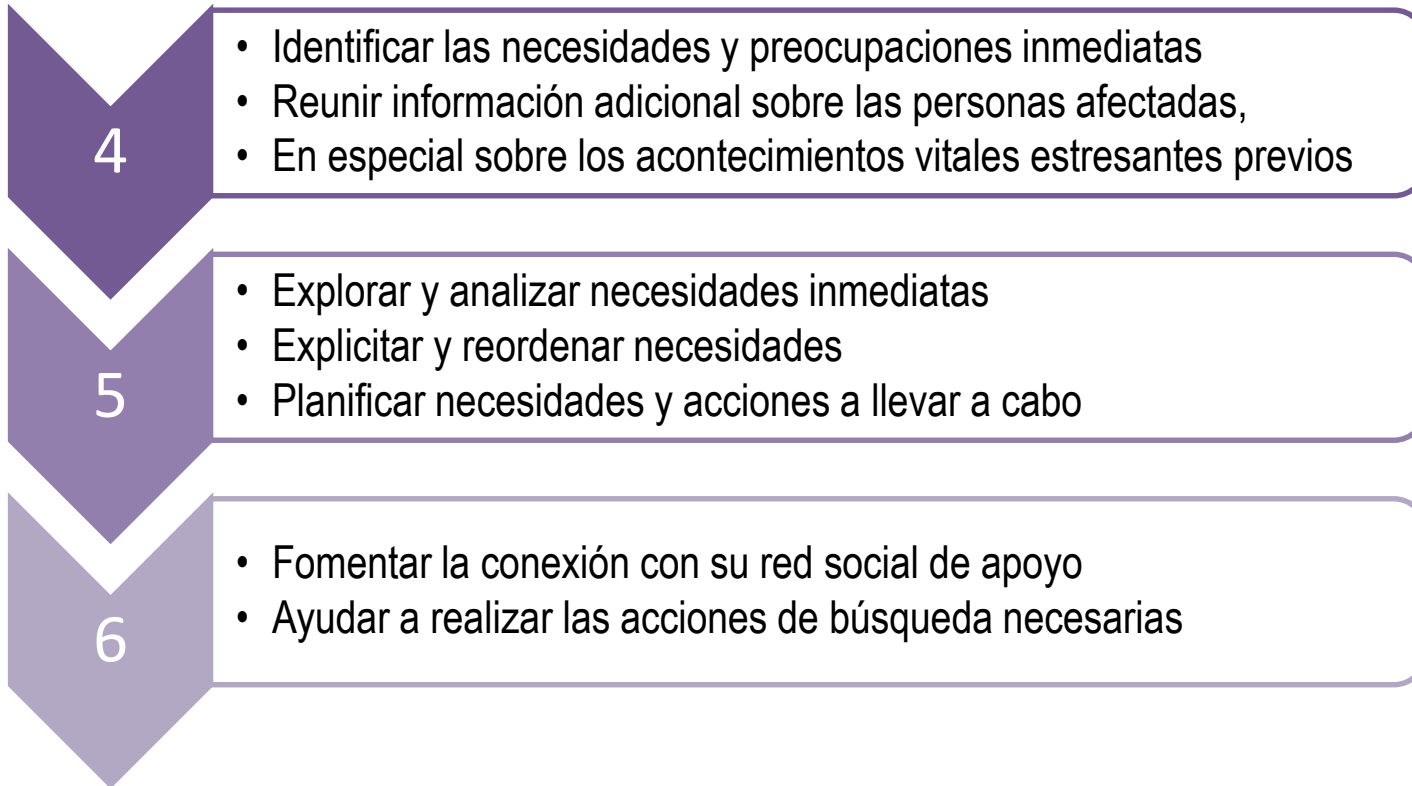 4
• Identificar las necesidades y preocupaciones inmediatas
• Reunir información adicional sobre las personas afectadas,
• En especial sobre los acontecimientos vitales estresantes previos
5
• Explorar y analizar necesidades inmediatas
• Explicitar y reordenar necesidades
• Planificar necesidades y acciones a llevar a cabo
6
• Fomentar la conexión con su red social de apoyo
• Ayudar a realizar las acciones de búsqueda necesarias